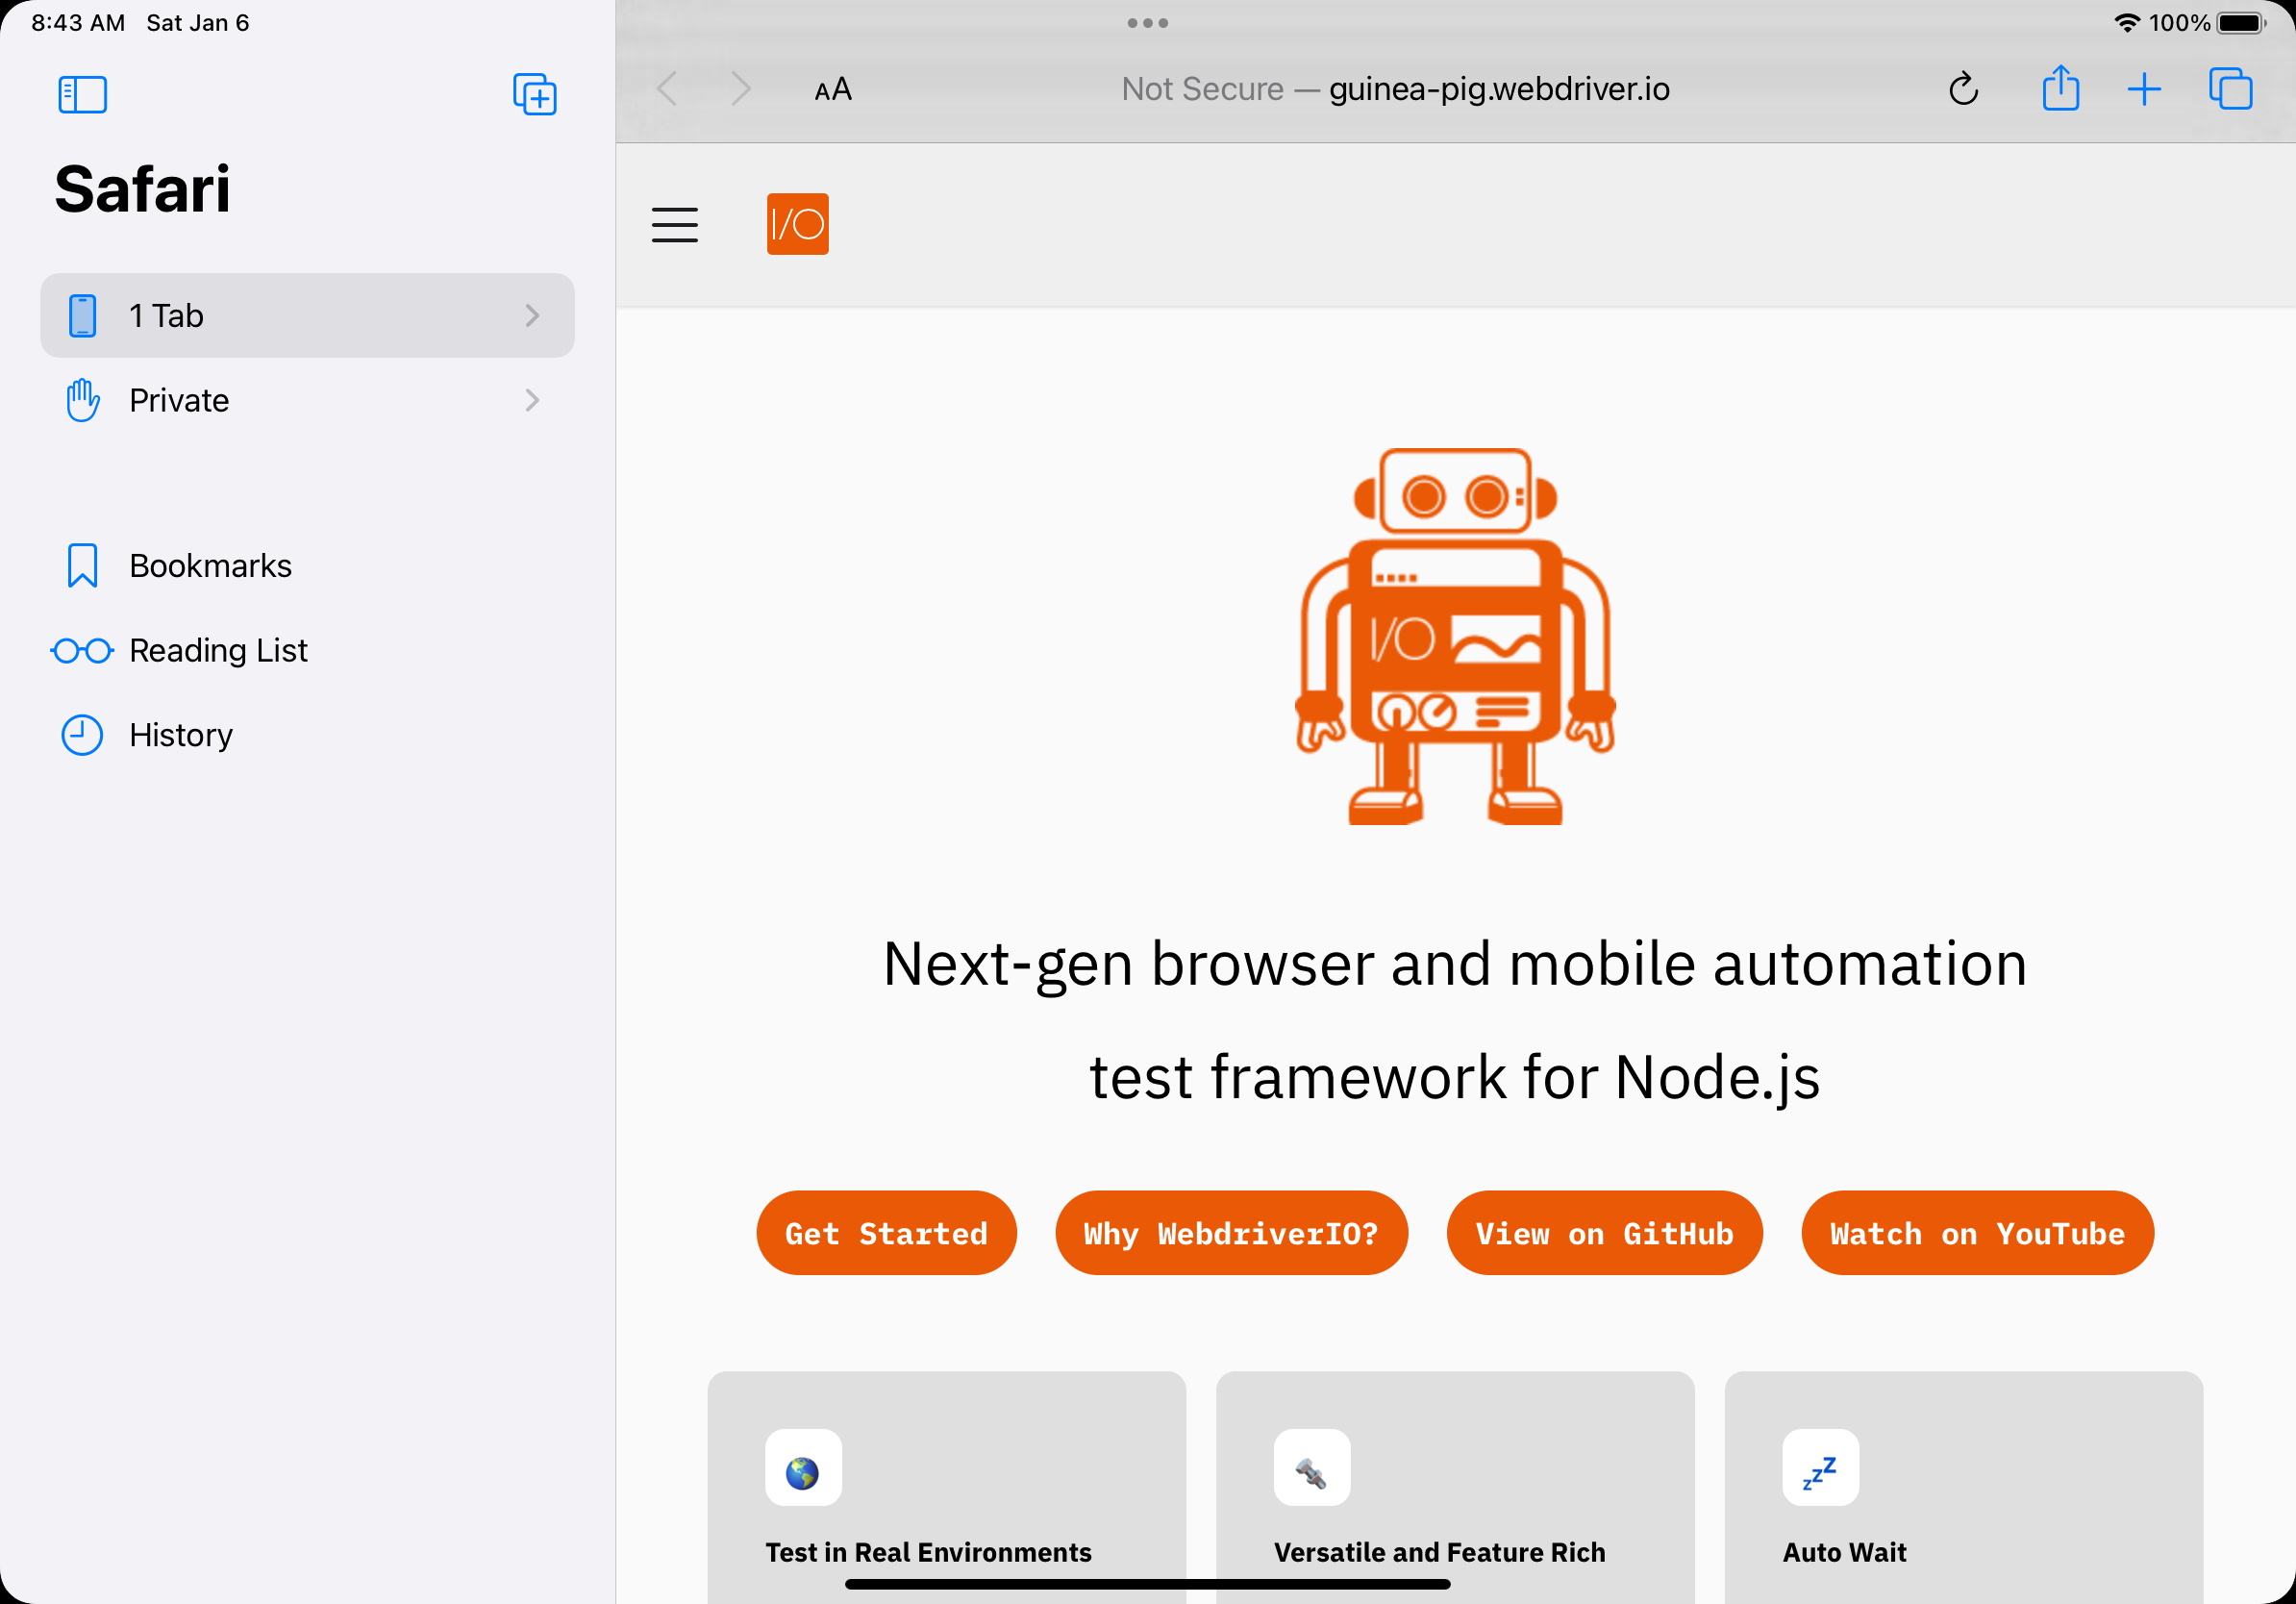 8:43 AM Sat Jan 6
100%
Safari
1 Tab
Private
Bookmarks
Reading List
History
AA
Not Secure — guinea-pig.webdriver.io
I/O
I/O
Next-gen browser and mobile automation
test framework for Node.js
Get Started
Why WebdriverIO?
View on GitHub
Watch on YouTube
zzZ
Test in Real Environments
Versatile and Feature Rich
Auto Wait